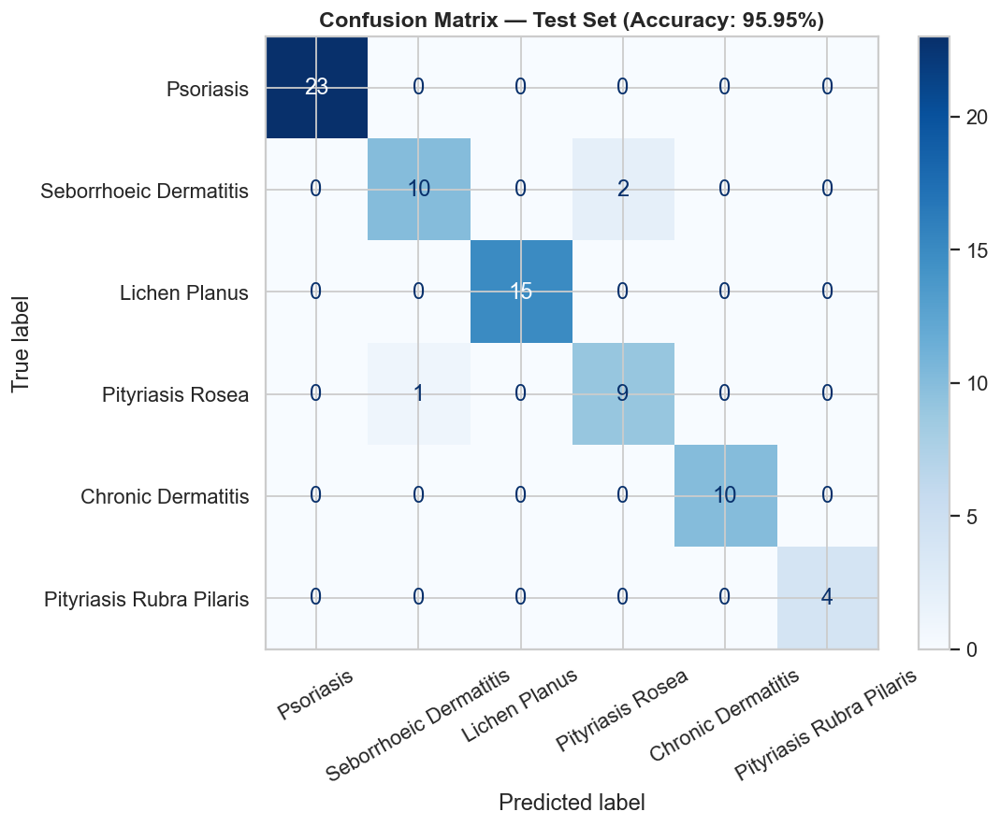 Confusion Matrix — Test Set (Accuracy: 95.95%)
Psoriasis 23 0 0 0 0 0
Seborrhoeic Dermatitis 0 10 0 2 0 0
Lichen Planus 0 0 15 0 0 0
Pityriasis Rosea 0 1 0 9 0 0
Chronic Dermatitis 0 0 0 0 10 0
Pityriasis Rubra Pilaris 0 0 0 0 0 4
True label
Psoriasis
Seborrhoeic Dermatitis
Lichen Planus
Pityriasis Rosea
Chronic Dermatitis
Pityriasis Rubra Pilaris
Predicted label
20
15
10
5
0